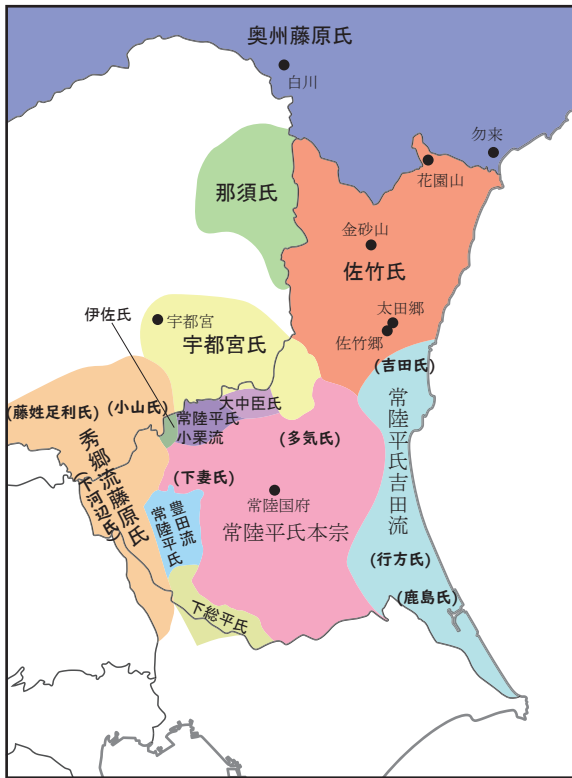 奥州藤原氏
白川
勿来
花園山
那須氏
金砂山
佐竹氏
太田郷
佐竹郷
伊佐氏
宇都宮
宇都宮氏
(吉田氏)
(藤姓足利氏)
(小山氏)
大中臣氏
常陸平氏
小栗流
(多気氏)
秀郷流藤原氏
(下河辺氏)
(下妻氏)
常陸国府
常陸平氏吉田流
豊田流
常陸平氏
常陸平氏本宗
(行方氏)
(鹿島氏)
下総平氏